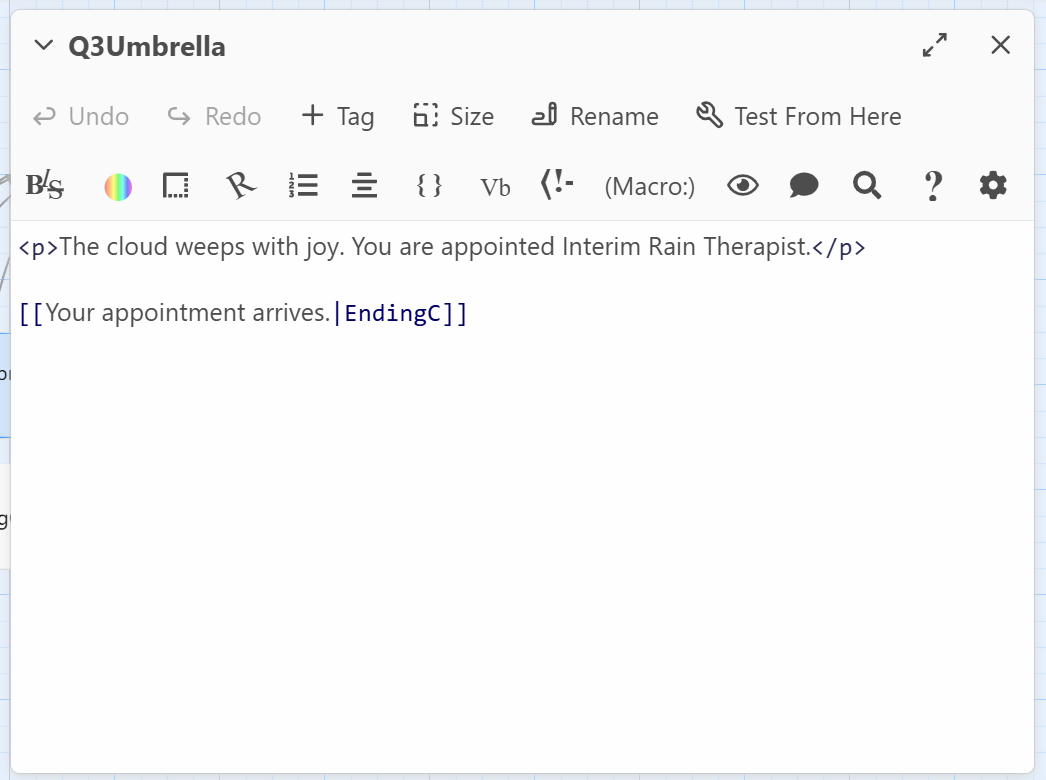 Q3Umbrella
Undo Redo + Tag Size Rename Test From Here
BIS { } Vb (!- (Macro:) ?
<p>The cloud weeps with joy. You are appointed Interim Rain Therapist.</p>
[[Your appointment arrives.|EndingC]]